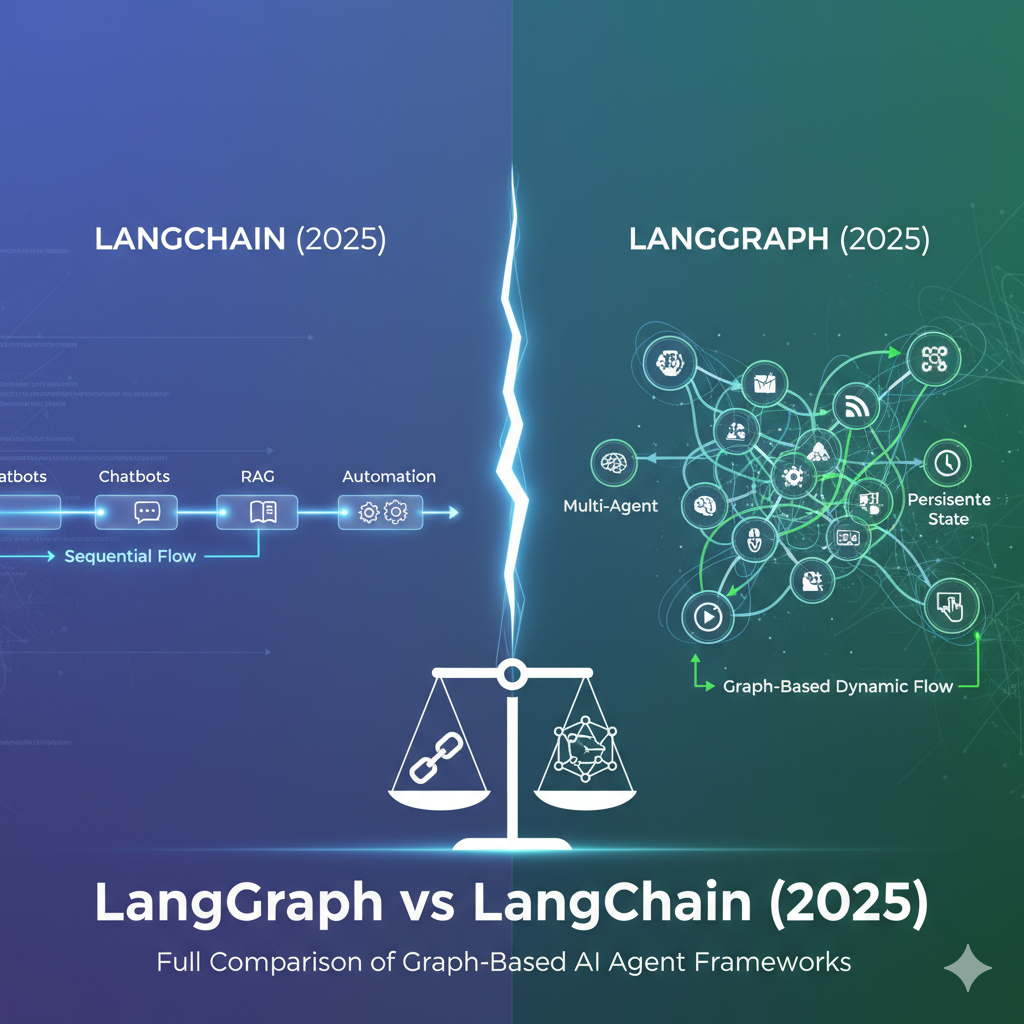 LANGCHAIN (2025)
LANGGRAPH (2025)
atbots
Chatbots
RAG
Automation
Sequential Flow
Multi-Agent
Persisente
State
Graph-Based Dynamic Flow
LangGraph vs LangChain (2025)
Full Comparison of Graph-Based AI Agent Frameworks